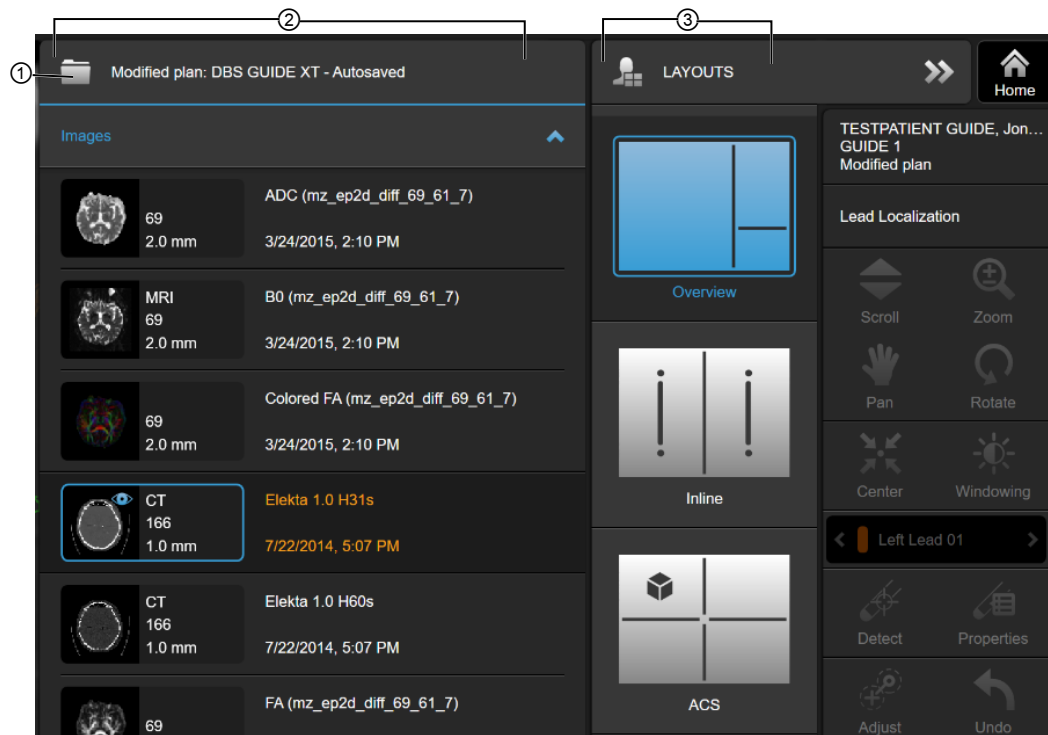 ②
③
①
Modified plan: DBS GUIDE XT - Autosaved
LAYOUTS
Home
Images
69
2.0 mm
ADC (mz_ep2d_diff_69_61_7)
3/24/2015, 2:10 PM
MRI
69
2.0 mm
B0 (mz_ep2d_diff_69_61_7)
3/24/2015, 2:10 PM
69
2.0 mm
Colored FA (mz_ep2d_diff_69_61_7)
3/24/2015, 2:10 PM
CT
166
1.0 mm
Elekta 1.0 H31s
7/22/2014, 5:07 PM
CT
166
1.0 mm
Elekta 1.0 H60s
7/22/2014, 5:07 PM
69
FA (mz_ep2d_diff_69_61_7)
Overview
Inline
ACS
TESTPATIENT GUIDE, Jon...
GUIDE 1
Modified plan
Lead Localization
Scroll
Zoom
Pan
Rotate
Center
Windowing
Left Lead 01
Detect
Properties
Adjust
Undo